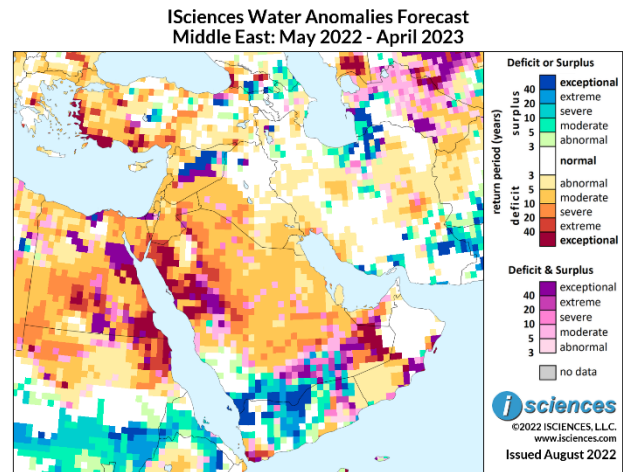 ISciences Water Anomalies Forecast
Middle East: May 2022 - April 2023
Deficit or Surplus
return period (years)
surplus
deficit
exceptional
40
extreme
20
severe
10
moderate
5
abnormal
3
normal
3
abnormal
5
moderate
10
severe
20
extreme
40
exceptional
Deficit & Surplus
exceptional
40
extreme
20
severe
10
moderate
5
abnormal
3
no data
i sciences
©2022 ISCIENCES, L.L.C.
www.isciences.com
Issued August 2022